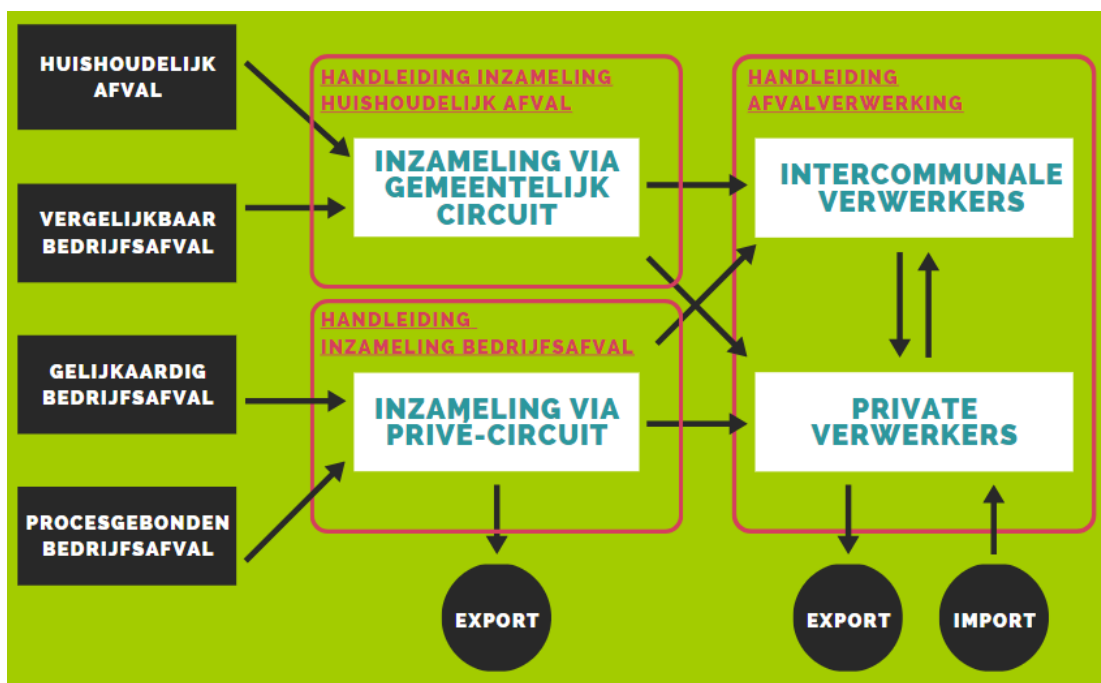 HUISHOUDELIJK
AFVAL
VERGELIJKBAAR
BEDRIJFSAFVAL
GELIJKAARDIG
BEDRIJFSAFVAL
PROCESGEBONDEN
BEDRIJFSAFVAL
HANDLEIDING INZAMELING
HUISHOUDELIJK AFVAL
INZAMELING VIA
GEMEENTELIJK
CIRCUIT
HANDLEIDING
INZAMELING BEDRIJFSAFVAL
INZAMELING VIA
PRIVÉ-CIRCUIT
EXPORT
HANDLEIDING
AFVALVERWERKING
INTERCOMMUNALE
VERWERKERS
PRIVATE
VERWERKERS
EXPORT
IMPORT